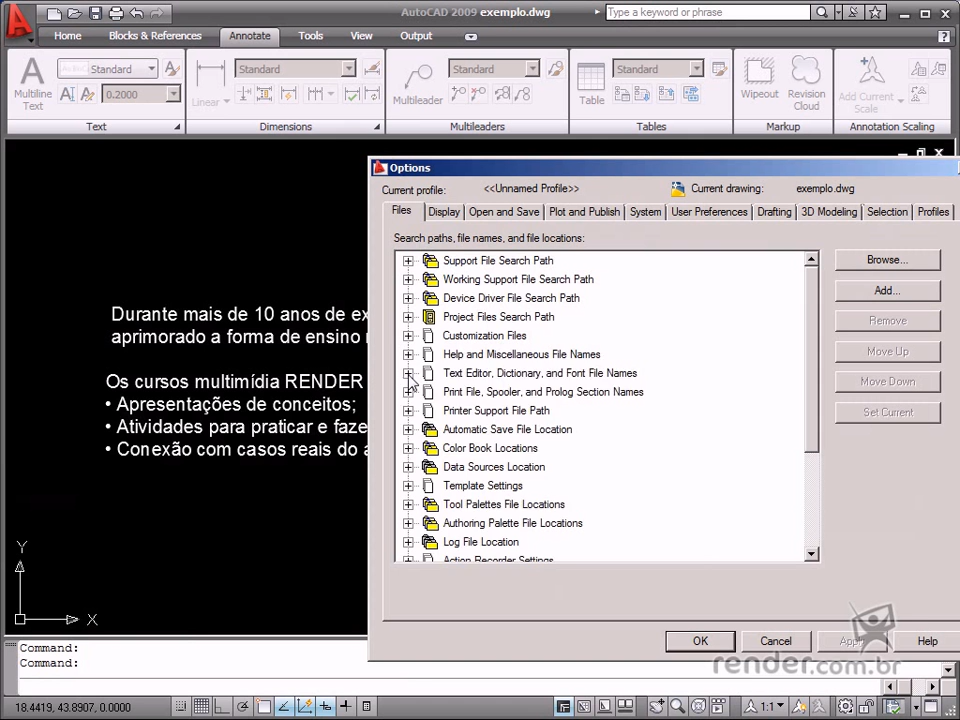 AutoCAD 2009 exemplo.dwg
Type a keyword or phrase
Home Blocks & References Annotate Tools View Output
Standard Standard Standard Standard
Multiline
Text
0.2000
Linear
Multileader
Table
Wipeout
Revision
Cloud
Add Current
Scale
Text Dimensions Multileaders Tables Markup Annotation Scaling
Options
Current profile: <<Unnamed Profile>> Current drawing: exemplo.dwg
Files Display Open and Save Plot and Publish System User Preferences Drafting 3D Modeling Selection Profiles
Search paths, file names, and file locations:
Support File Search Path
Working Support File Search Path
Device Driver File Search Path
Project Files Search Path
Customization Files
Help and Miscellaneous File Names
Text Editor, Dictionary, and Font File Names
Print File, Spooler, and Prolog Section Names
Printer Support File Path
Automatic Save File Location
Color Book Locations
Data Sources Location
Template Settings
Tool Palettes File Locations
Authoring Palette File Locations
Log File Location
Action Recorder Settings
Browse...
Add...
Remove
Move Up
Move Down
Set Current
OK Cancel Apply Help
Durante mais de 10 anos de ex
aprimorado a forma de ensino
Os cursos multimídia RENDER
• Apresentações de conceitos;
• Atividades para praticar e faze
• Conexão com casos reais do a
Y
X
render.com.br
Command:
Command:
18.4419, 43.8907, 0.0000
1:1